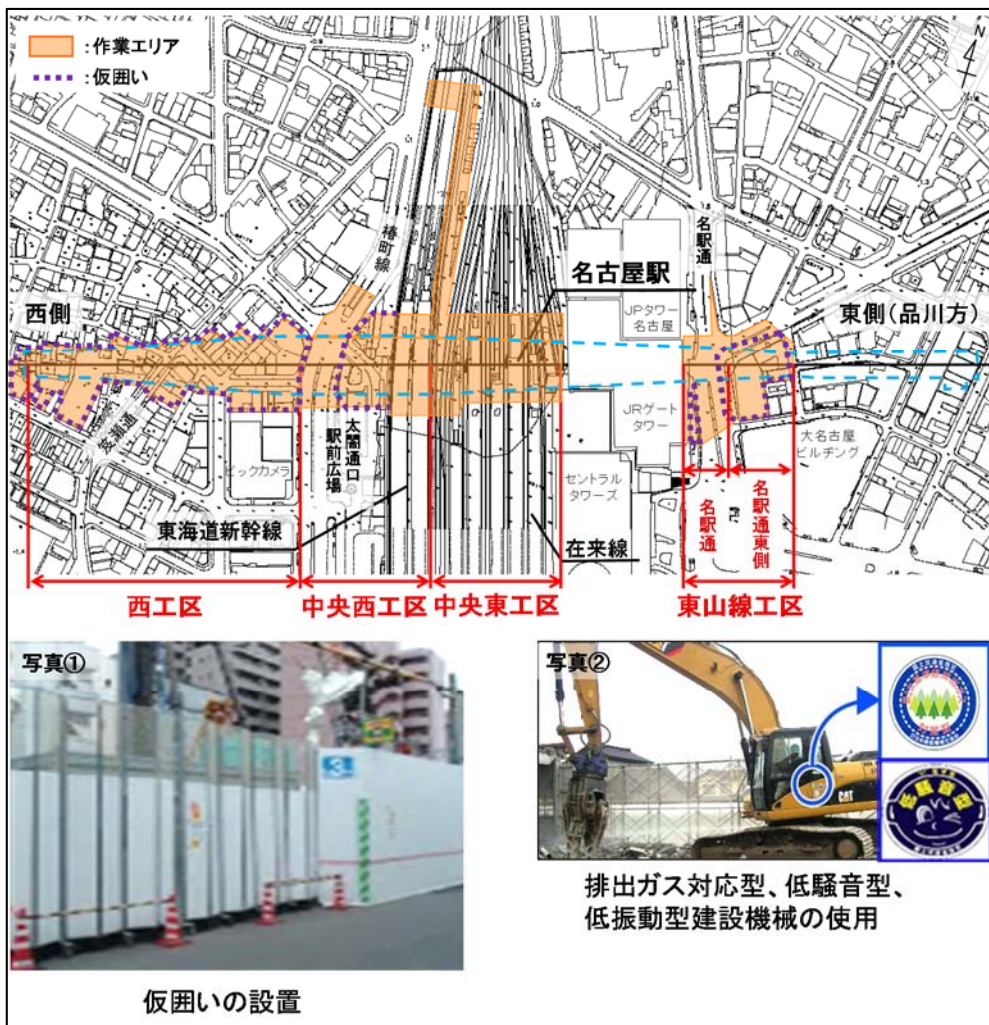 :作業エリア
:仮囲い
N
椿町線
名駅通
名古屋駅
西側
東側(品川方)
JPタワー
名古屋
JRゲート
タワー
太閤通口
駅前広場
ビックカメラ
セントラル
タワーズ
大名古屋
ビルヂング
東海道新幹線
在来線
名駅通
名駅通東側
西工区
中央西工区
中央東工区
東山線工区
写真①
3
仮囲いの設置
写真②
CAT
低騒音型
排出ガス対応型、低騒音型、
低振動型建設機械の使用